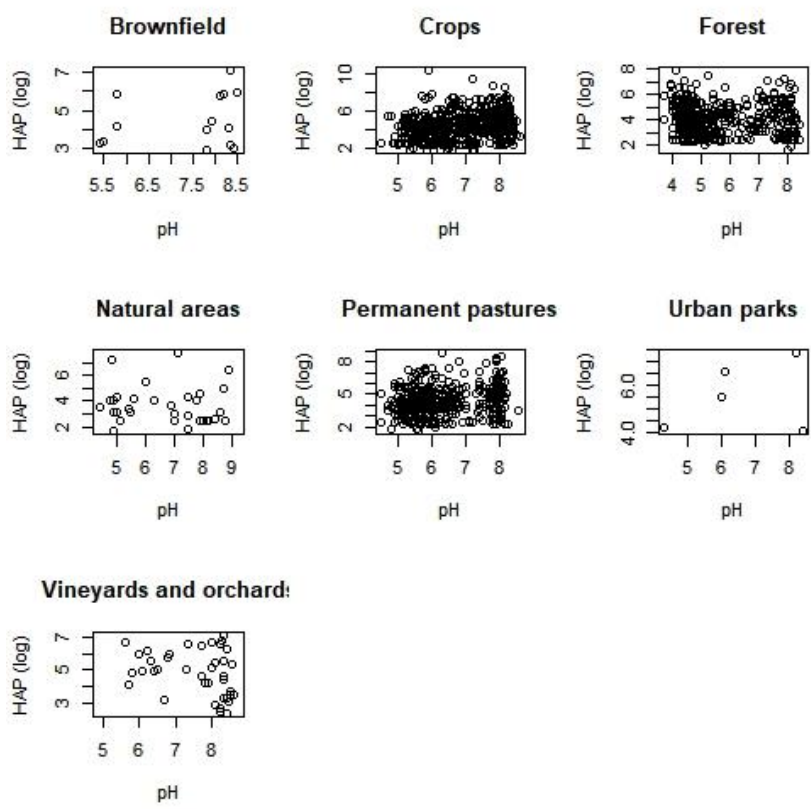 Brownfield
HAP (log)
7
5
3
5.5 6.5 7.5 8.5
pH
Crops
HAP (log)
10
6
2
5 6 7 8
pH
Forest
HAP (log)
8
6
4
2
4 5 6 7 8
pH
Natural areas
HAP (log)
6
4
2
5 6 7 8 9
pH
Permanent pastures
HAP (log)
8
5
2
5 6 7 8
pH
Urban parks
HAP (log)
6.0
4.0
5 6 7 8
pH
Vineyards and orchards
HAP (log)
7
5
3
5 6 7 8
pH